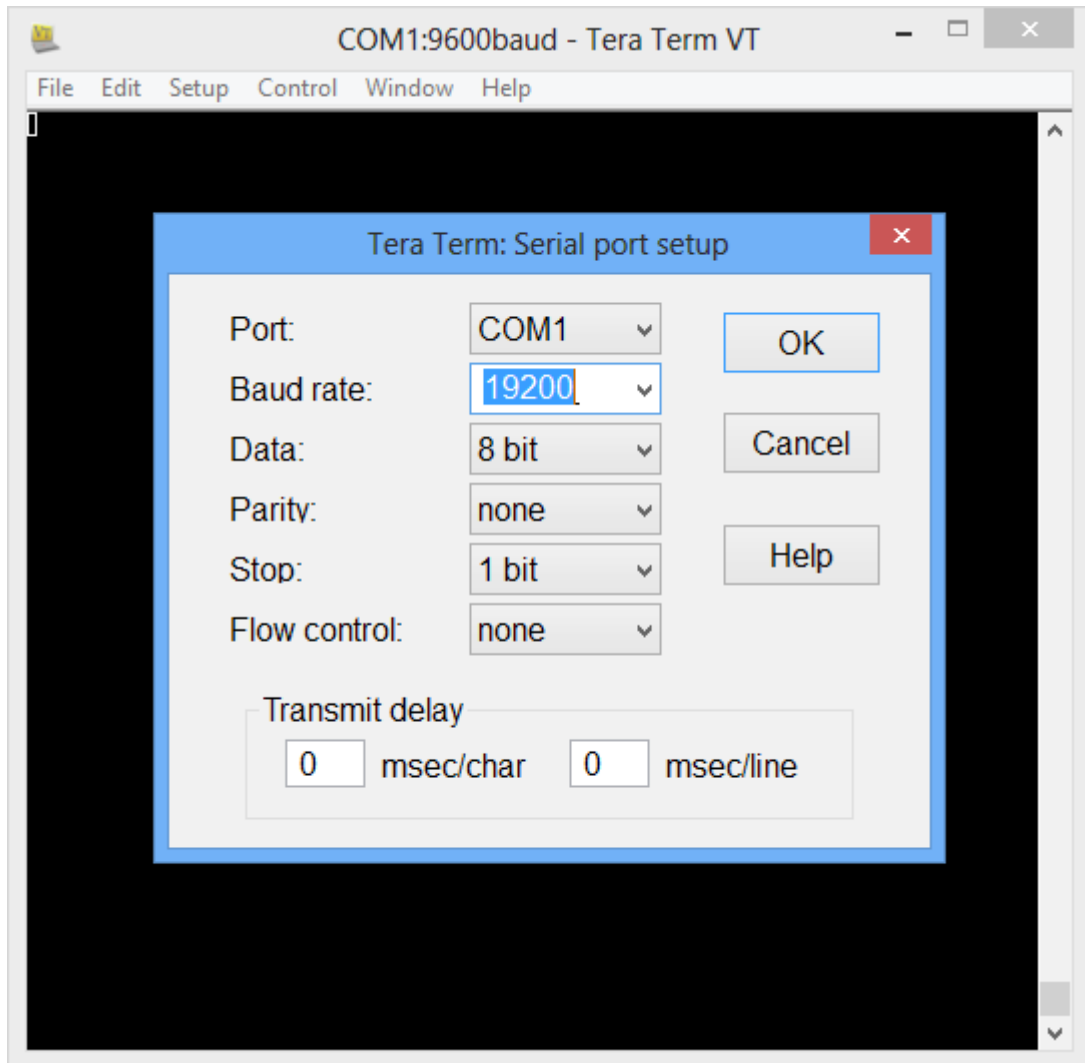 COM1:9600baud - Tera Term VT
File Edit Setup Control Window Help
Tera Term: Serial port setup
Port: COM1
OK
Baud rate: 19200
Data: 8 bit
Cancel
Parity: none
Stop: 1 bit
Help
Flow control: none
Transmit delay
0 msec/char 0 msec/line